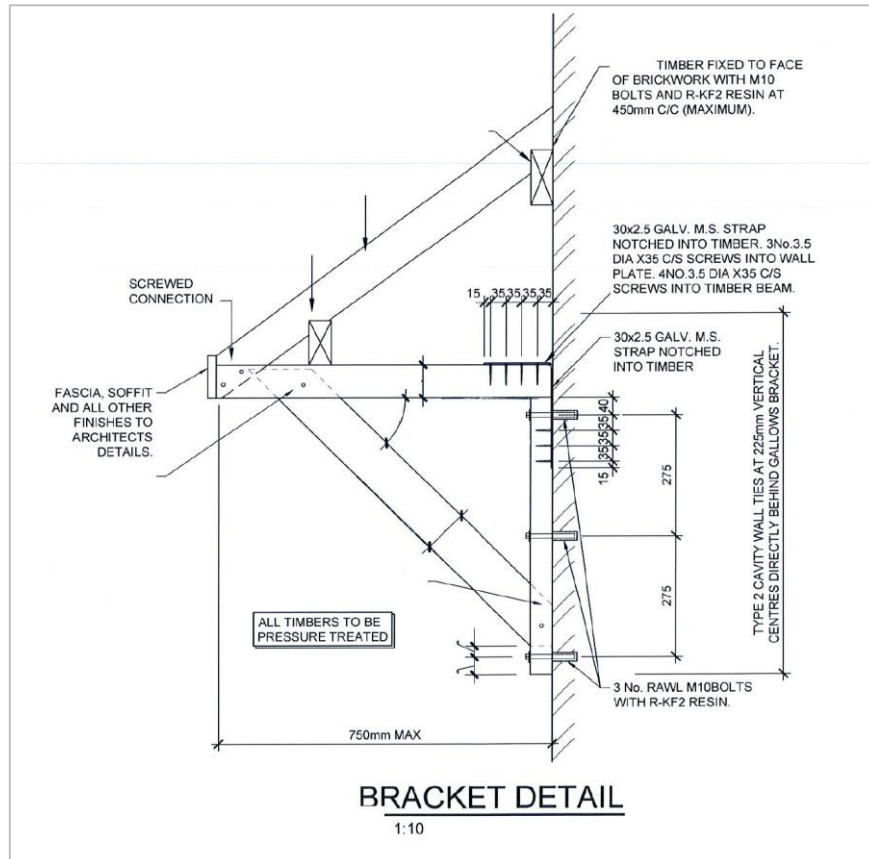 TIMBER FIXED TO FACE
OF BRICKWORK WITH M10
BOLTS AND R-KF2 RESIN AT
450mm C/C (MAXIMUM).
30x2.5 GALV. M.S. STRAP
NOTCHED INTO TIMBER. 3No.3.5
DIA X35 C/S SCREWS INTO WALL
PLATE. 4NO.3.5 DIA X35 C/S
SCREWS INTO TIMBER BEAM.
SCREWED
CONNECTION
15 35 35 35 35
30x2.5 GALV. M.S.
STRAP NOTCHED
INTO TIMBER
FASCIA, SOFFIT
AND ALL OTHER
FINISHES TO
ARCHITECTS
DETAILS.
15 35 35 35 40
275
275
TYPE 2 CAVITY WALL TIES AT 225mm VERTICAL
CENTRES DIRECTLY BEHIND GALLOWS BRACKET.
ALL TIMBERS TO BE
PRESSURE TREATED
3 No. RAWL M10BOLTS
WITH R-KF2 RESIN.
750mm MAX
BRACKET DETAIL
1:10